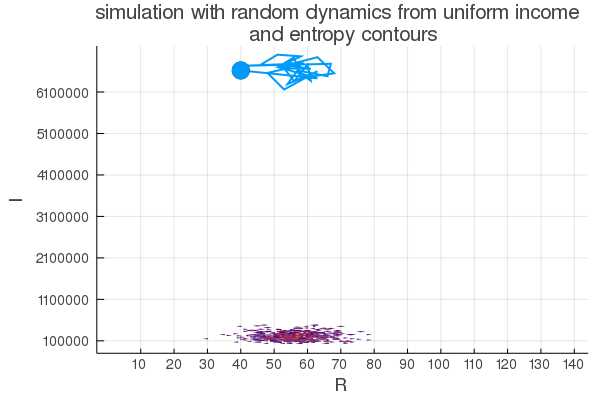 simulation with random dynamics from uniform income
and entropy contours
6100000
5100000
4100000
3100000
2100000
1100000
100000
I
10 20 30 40 50 60 70 80 90 100 110 120 130 140
R